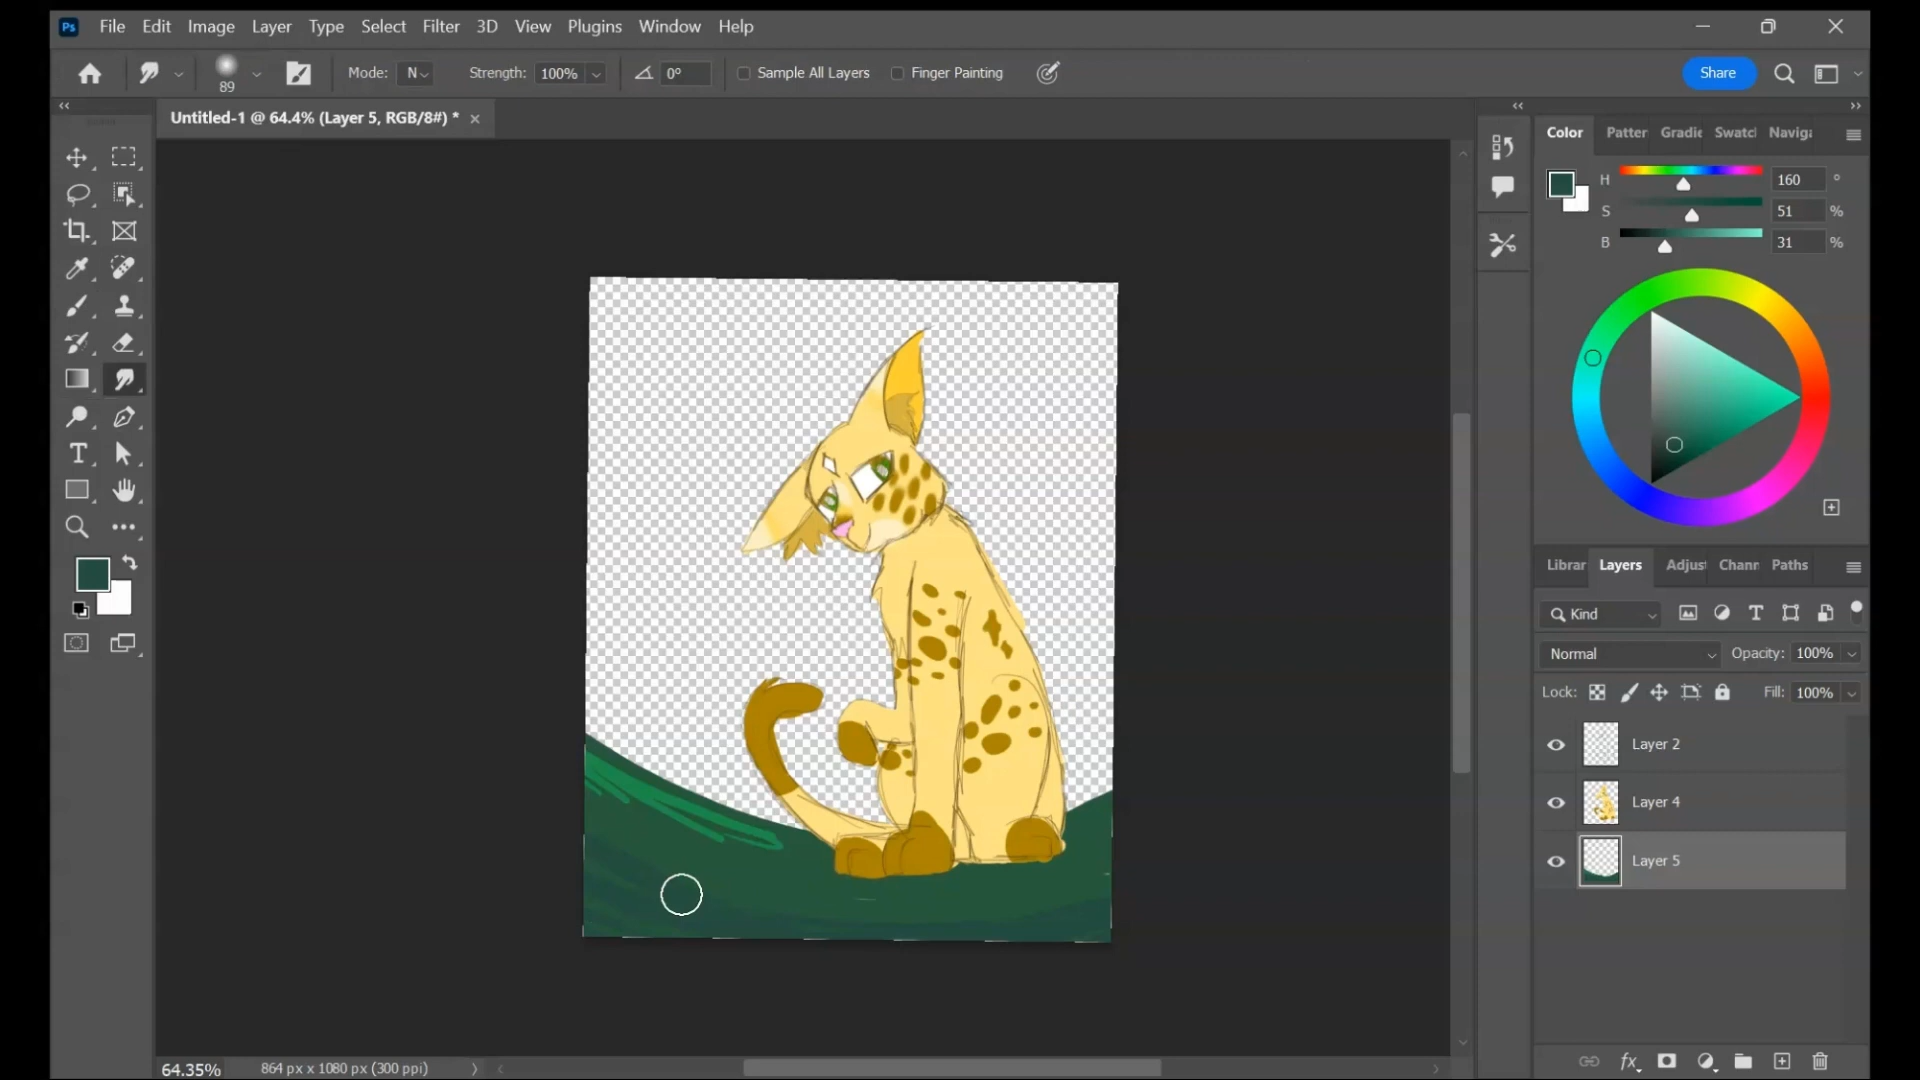 Ps File Edit Image Layer Type Select Filter 3D View Plugins Window Help
89 Mode: N Strength: 100% 0° Sample All Layers Finger Painting Share
Untitled-1 @ 64.4% (Layer 5, RGB/8#) *
Color Patter Gradie Swatcl Naviga
H 160 °
S 51 %
B 31 %
Librar Layers Adjus Chann Paths
Kind
Normal Opacity: 100%
Lock: Fill: 100%
Layer 2
Layer 4
Layer 5
64.35% 864 px x 1080 px (300 ppi)
fx